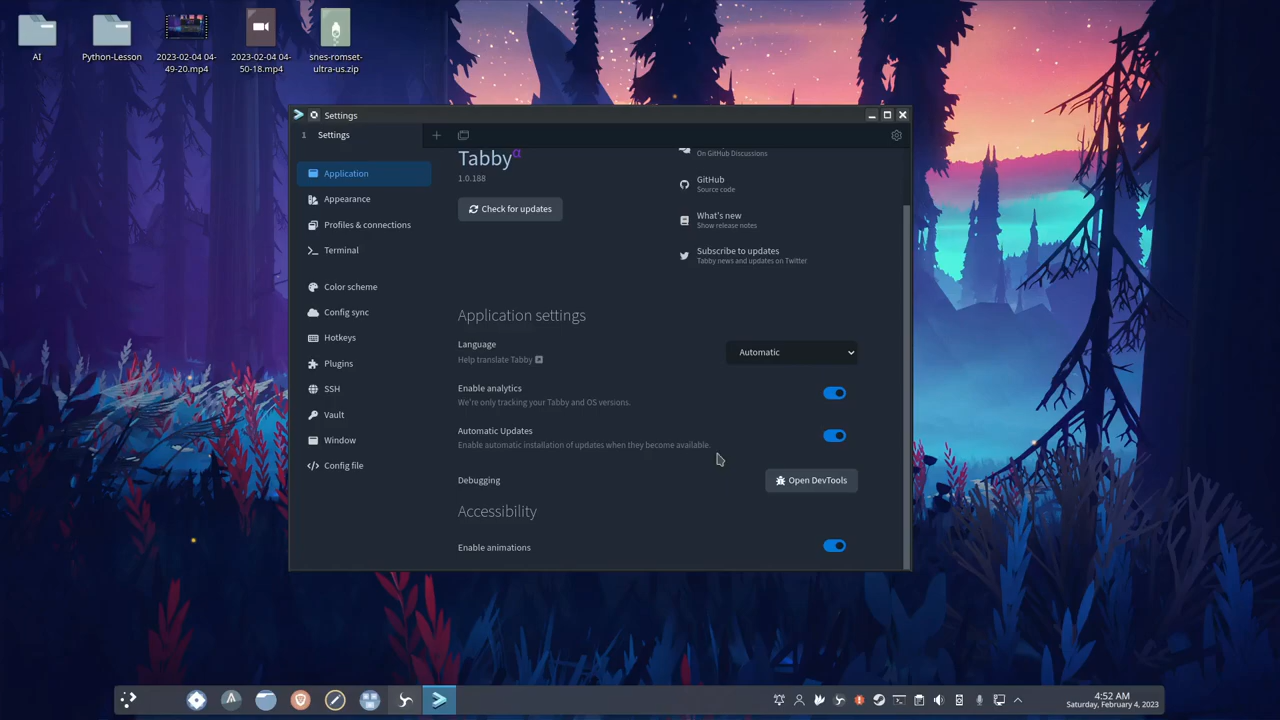 AI
Python-Lesson
2023-02-04 04-
49-20.mp4
2023-02-04 04-
50-18.mp4
snes-romset-
ultra-us.zip
Settings
1 Settings
Application
Appearance
Profiles & connections
Terminal
Color scheme
Config sync
Hotkeys
Plugins
SSH
Vault
Window
Config file
Tabbyα
1.0.188
Check for updates
On GitHub Discussions
GitHub
Source code
What's new
Show release notes
Subscribe to updates
Tabby news and updates on Twitter
Application settings
Language
Help translate Tabby
Automatic
Enable analytics
We're only tracking your Tabby and OS versions.
Automatic Updates
Enable automatic installation of updates when they become available.
Debugging
Open DevTools
Accessibility
Enable animations
4:52 AM
Saturday, February 4, 2023